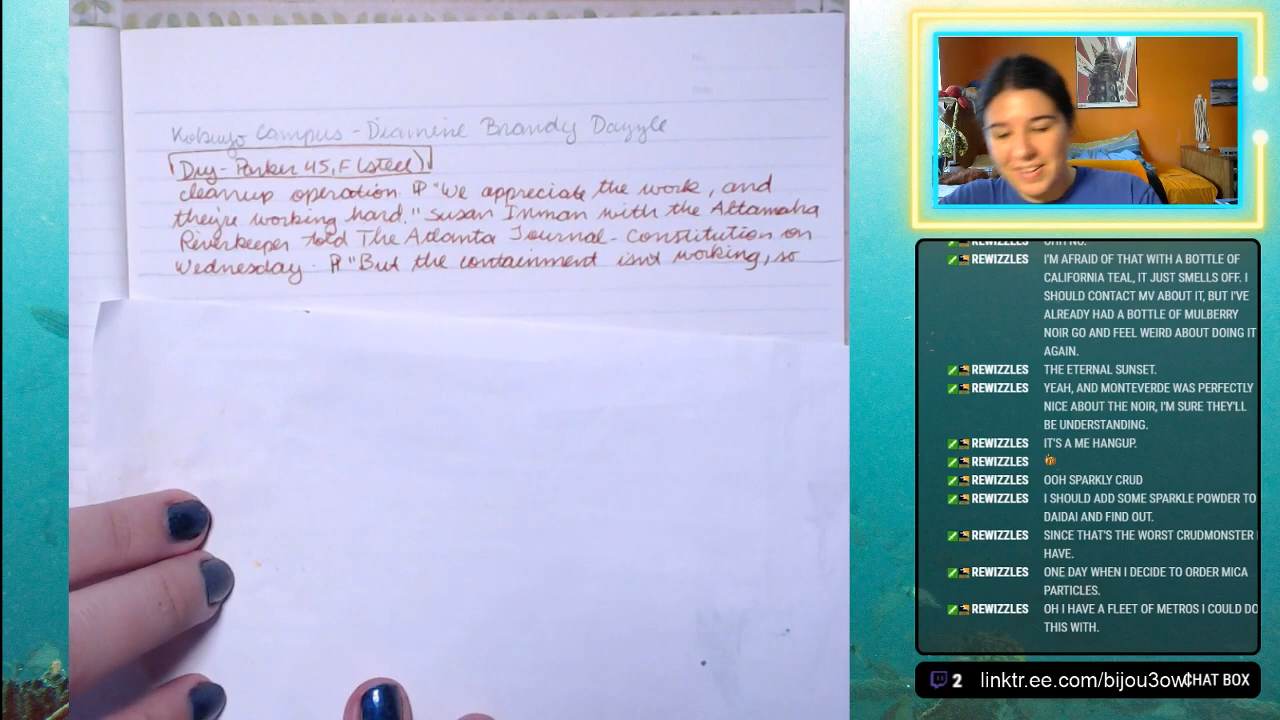 Kobuyo Campus - Diamine Brandy Dazzle
Dry - Parker 45, F (steel)
cleanup operation. ¶ "We appreciate the work, and
they're working hard." Susan Inman with the Altamaha
Riverkeeper told The Atlanta Journal-Constitution on
Wednesday. ¶ "But the containment isn't working, so
REWIZZLES
I'M AFRAID OF THAT WITH A BOTTLE OF
CALIFORNIA TEAL, IT JUST SMELLS OFF. I
SHOULD CONTACT MV ABOUT IT, BUT I'VE
ALREADY HAD A BOTTLE OF MULBERRY
NOIR GO AND FEEL WEIRD ABOUT DOING IT
AGAIN.
REWIZZLES THE ETERNAL SUNSET.
REWIZZLES YEAH, AND MONTEVERDE WAS PERFECTLY
NICE ABOUT THE NOIR, I'M SURE THEY'LL
BE UNDERSTANDING.
REWIZZLES IT'S A ME HANGUP.
REWIZZLES
REWIZZLES OOH SPARKLY CRUD
REWIZZLES I SHOULD ADD SOME SPARKLE POWDER TO
DAIDAI AND FIND OUT.
REWIZZLES SINCE THAT'S THE WORST CRUDMONSTER I
HAVE.
REWIZZLES ONE DAY WHEN I DECIDE TO ORDER MICA
PARTICLES.
REWIZZLES OH I HAVE A FLEET OF METROS I COULD DO
THIS WITH.
2 linktr.ee.com/bijou3owl CHAT BOX